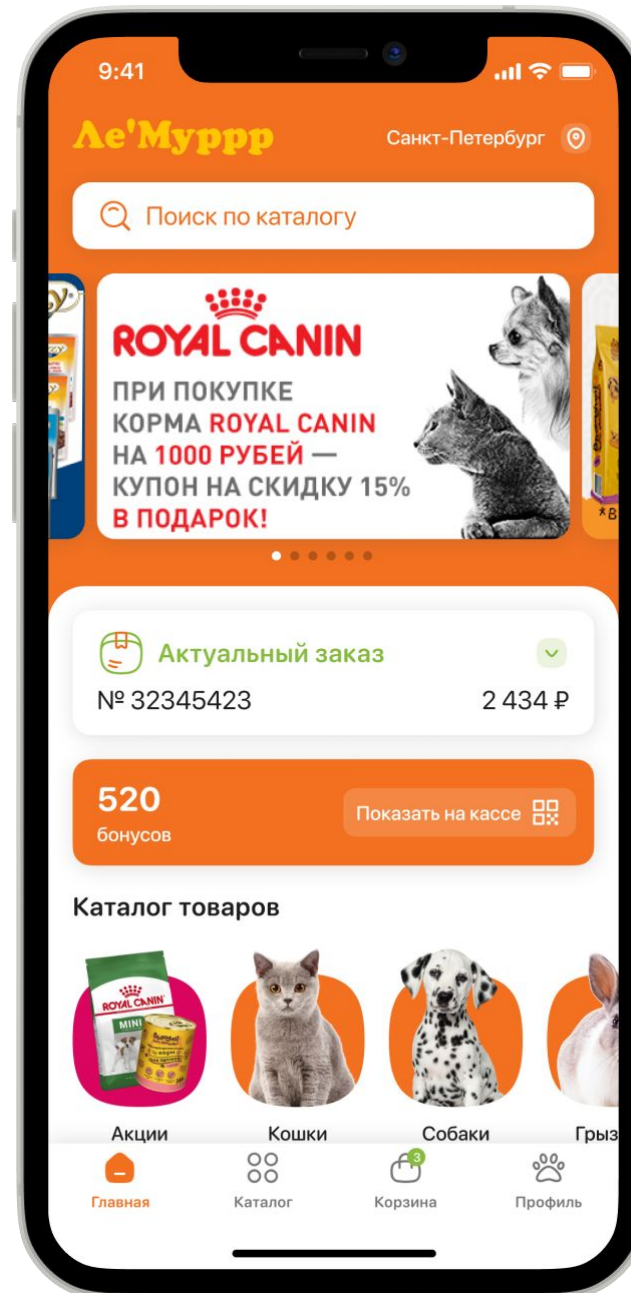 9:41
Ле'Муррр
Санкт-Петербург
Поиск по каталогу
ROYAL CANIN
ПРИ ПОКУПКЕ
КОРМА ROYAL CANIN
НА 1000 РУБЕЙ —
КУПОН НА СКИДКУ 15%
В ПОДАРОК!
*В
Актуальный заказ
№ 32345423
2 434 ₽
520
бонусов
Показать на кассе
Каталог товаров
ROYAL CANIN
MINI
Акции
Кошки
Собаки
Грыз
3
Главная
Каталог
Корзина
Профиль